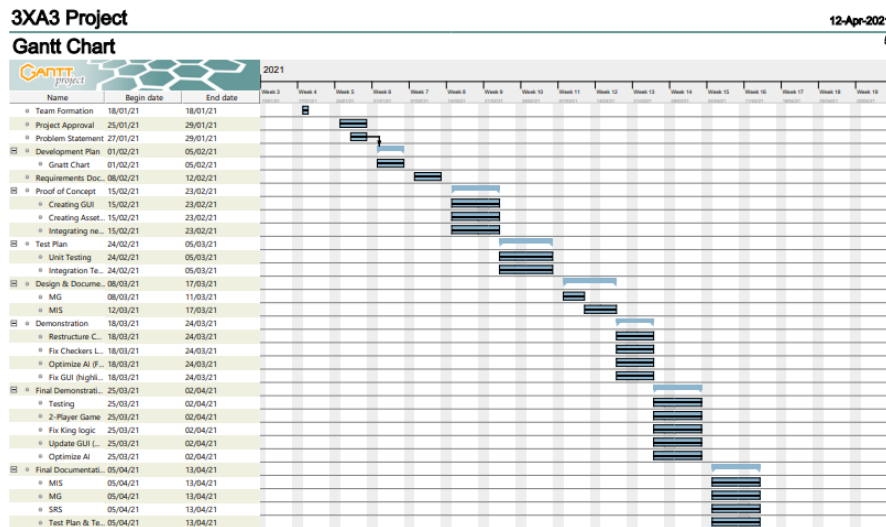 3XA3 Project
12-Apr-2021
Gantt Chart
GANTT project
2021
Week 3 Week 4 Week 5 Week 6 Week 7 Week 8 Week 9 Week 10 Week 11 Week 12 Week 13 Week 14 Week 15 Week 16 Week 17 Week 18 Week 19
Name Begin date End date
Team Formation 18/01/21 18/01/21
Project Approval 25/01/21 29/01/21
Problem Statement 27/01/21 29/01/21
Development Plan 01/02/21 05/02/21
Gnatt Chart 01/02/21 05/02/21
Requirements Doc... 08/02/21 12/02/21
Proof of Concept 15/02/21 23/02/21
Creating GUI 15/02/21 23/02/21
Creating Asset... 15/02/21 23/02/21
Integrating ne... 15/02/21 23/02/21
Test Plan 24/02/21 05/03/21
Unit Testing 24/02/21 05/03/21
Integration Te... 24/02/21 05/03/21
Design & Docume... 08/03/21 17/03/21
MG 08/03/21 11/03/21
MIS 12/03/21 17/03/21
Demonstration 18/03/21 24/03/21
Restructure C... 18/03/21 24/03/21
Fix Checkers L... 18/03/21 24/03/21
Optimize AI (F... 18/03/21 24/03/21
Fix GUI (highli... 18/03/21 24/03/21
Final Demonstrati... 25/03/21 02/04/21
Testing 25/03/21 02/04/21
2-Player Game 25/03/21 02/04/21
Fix King logic 25/03/21 02/04/21
Update GUI (... 25/03/21 02/04/21
Optimize AI 25/03/21 02/04/21
Final Documentati... 05/04/21 13/04/21
MIS 05/04/21 13/04/21
MG 05/04/21 13/04/21
SRS 05/04/21 13/04/21
Test Plan & Te... 05/04/21 13/04/21